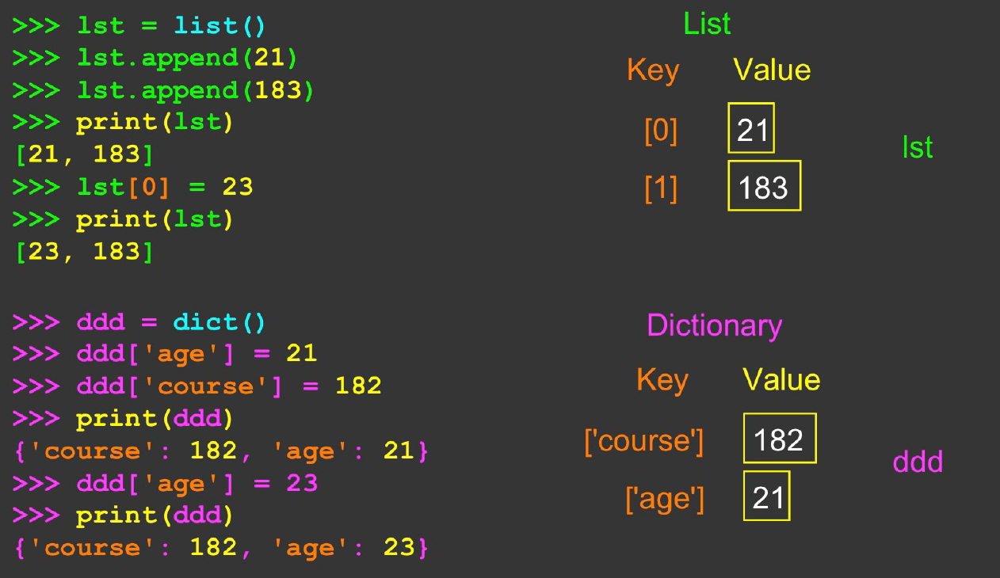 >>> lst = list()
>>> lst.append(21)
>>> lst.append(183)
>>> print(lst)
[21, 183]
>>> lst[0] = 23
>>> print(lst)
[23, 183]
List
Key Value
[0] 21
lst
[1] 183
>>> ddd = dict()
>>> ddd['age'] = 21
>>> ddd['course'] = 182
>>> print(ddd)
{'course': 182, 'age': 21}
>>> ddd['age'] = 23
>>> print(ddd)
{'course': 182, 'age': 23}
Dictionary
Key Value
['course'] 182
ddd
['age'] 21